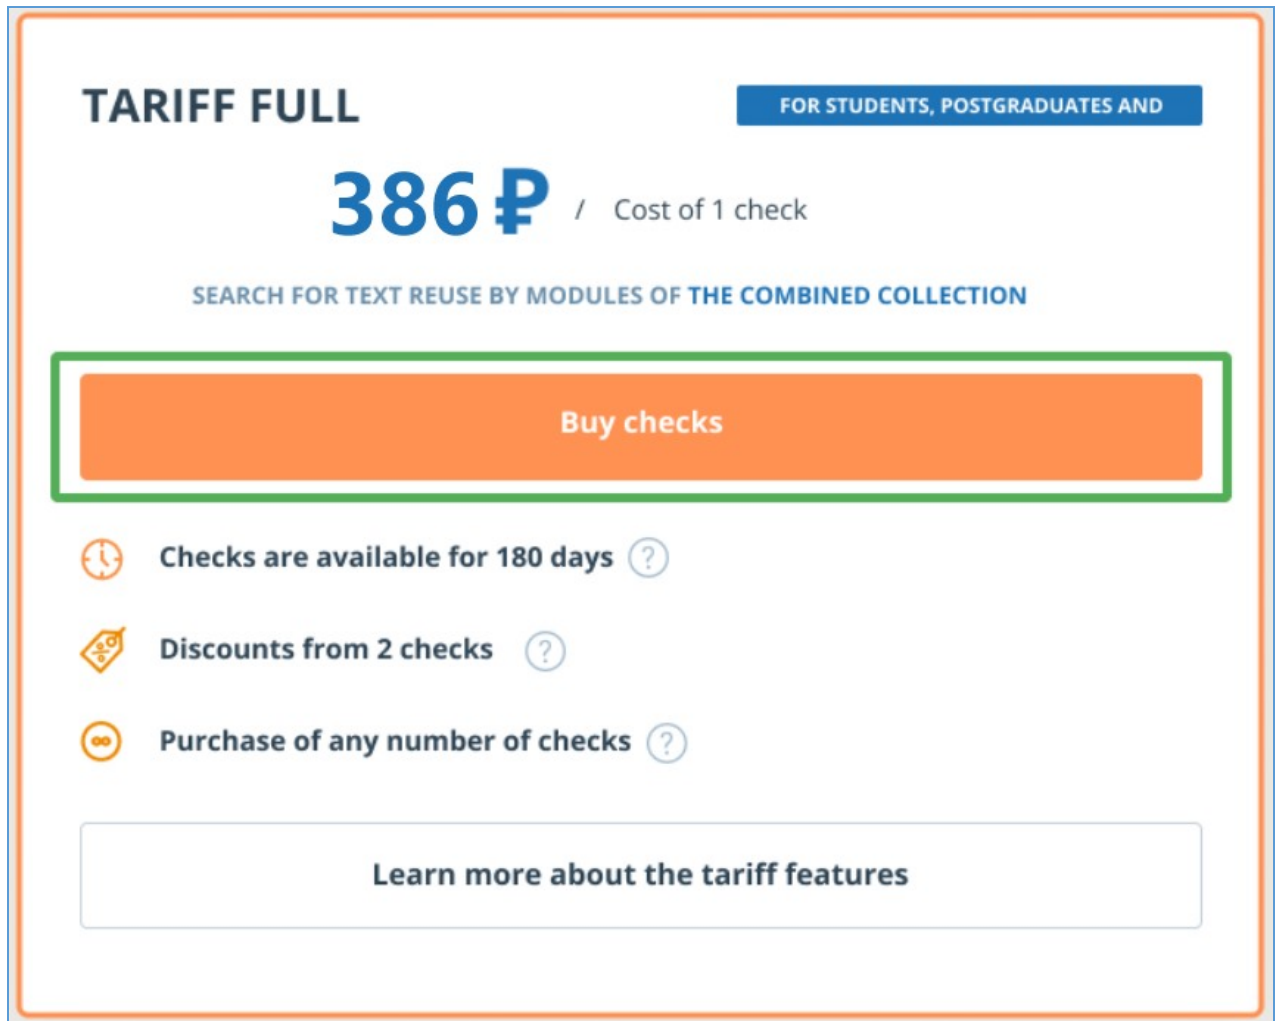 TARIFF FULL
FOR STUDENTS, POSTGRADUATES AND
386 ₽ / Cost of 1 check
SEARCH FOR TEXT REUSE BY MODULES OF THE COMBINED COLLECTION
Buy checks
Checks are available for 180 days ?
Discounts from 2 checks ?
Purchase of any number of checks ?
Learn more about the tariff features